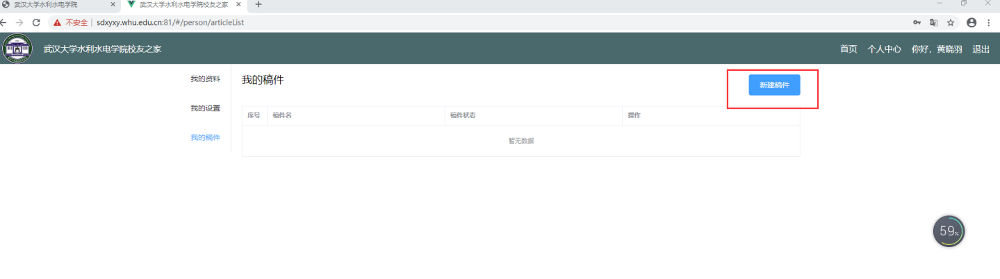 武汉大学水利水电学院
武汉大学水利水电学院校友之家
不安全 sdxyxy.whu.edu.cn:81/#/person/articleList
武汉大学水利水电学院校友之家 首页 个人中心 你好，黄晓羽 退出
我的资料
我的设置
我的稿件
我的稿件 新建稿件
序号 稿件名 稿件状态 操作
暂无数据
59%